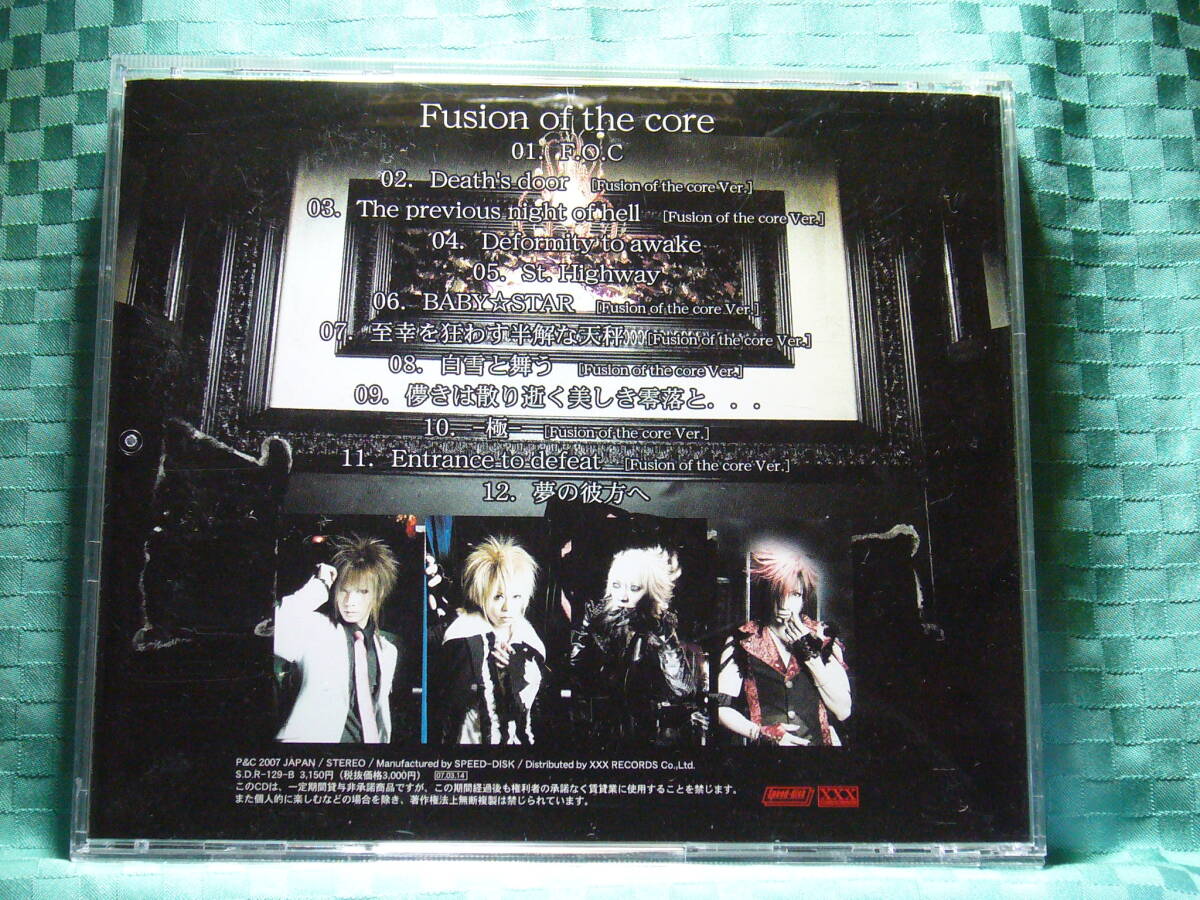 Fusion of the core
01. F.O.C
02. Death's door [Fusion of the core Ver.]
03. The previous night of hell [Fusion of the core Ver.]
04. Deformity to awake
05. St. Highway
06. BABY☆STAR [Fusion of the core Ver.]
07. 至幸を狂わす半解な天秤))))[Fusion of the core Ver.]
08. 白雪と舞う [Fusion of the core Ver.]
09. 儚きは散り逝く美しき零落と...
10. -極- [Fusion of the core Ver.]
11. Entrance to defeat [Fusion of the core Ver.]
12. 夢の彼方へ
P&C 2007 JAPAN / STEREO / Manufactured by SPEED-DISK / Distributed by XXX RECORDS Co.,Ltd.
S.D.R-129-B 3,150円 (税抜価格3,000円) 07.03.14
このCDは、一定期間貸与非承諾商品ですが、この期間経過後も権利者の承諾なく賃貸業に使用することを禁じます。
また個人的に楽しむなどの場合を除き、著作権法上無断複製は禁じられています。
Speed-disk XXX